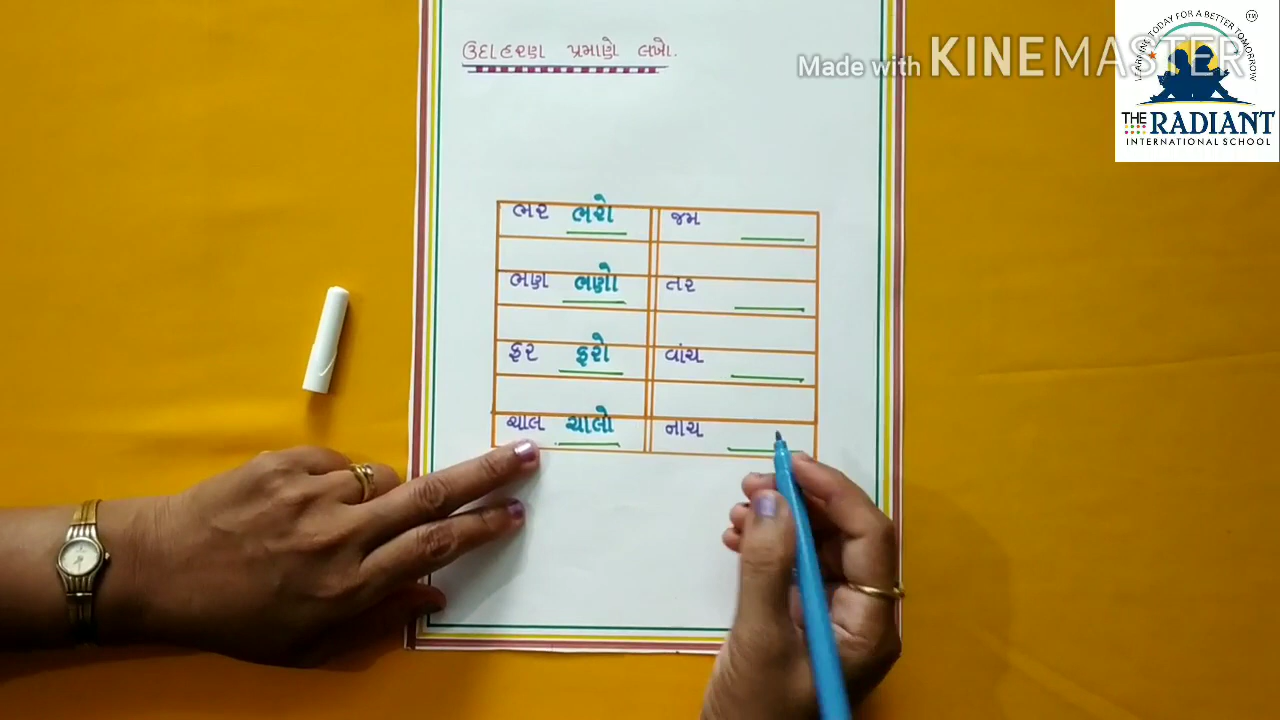 ઉદાહરણ પ્રમાણે લખો.
Made with KINEMASTER
LEARNING TODAY FOR A BETTER TOMORROW
TM
THE RADIANT
INTERNATIONAL SCHOOL
ભર ભરો જમ
ભણ ભણો તર
ફર ફરો વાંચ
ચાલ ચાલો નાચ